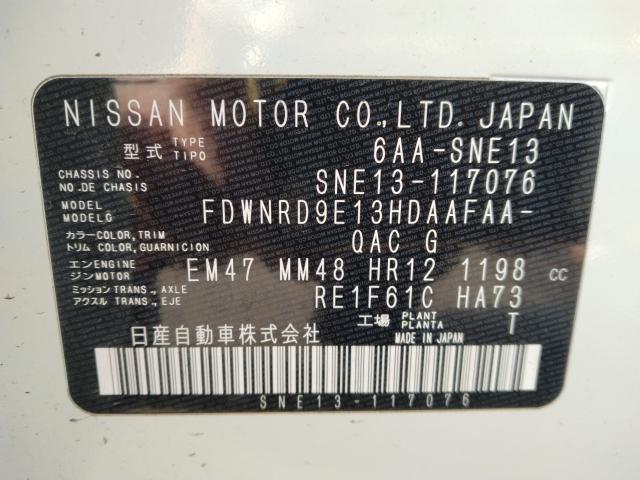 NISSAN MOTOR CO.,LTD. JAPAN
型式 TYPE TIPO 6AA-SNE13
CHASSIS NO. NO.DE CHASSIS SNE13-117076
MODEL MODELO FDWNRD9E13HDAAFAA-
カラー COLOR,TRIM トリム COLOR,GUARNICION QAC G
エンジン ENGINE MOTOR EM47 MM48 HR12 1198 CC
ミッション TRANS.,AXLE アクスル TRANS.,EJE RE1F61C HA73
工場 PLANT PLANTA T
日産自動車株式会社 MADE IN JAPAN
SNE13-117076